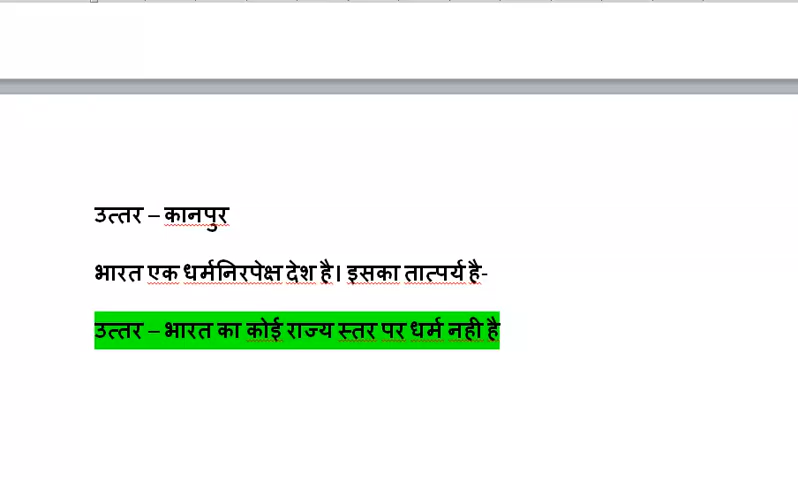 उत्तर – कानपुर
भारत एक धर्मनिरपेक्ष देश है। इसका तात्पर्य है-
उत्तर – भारत का कोई राज्य स्तर पर धर्म नही है